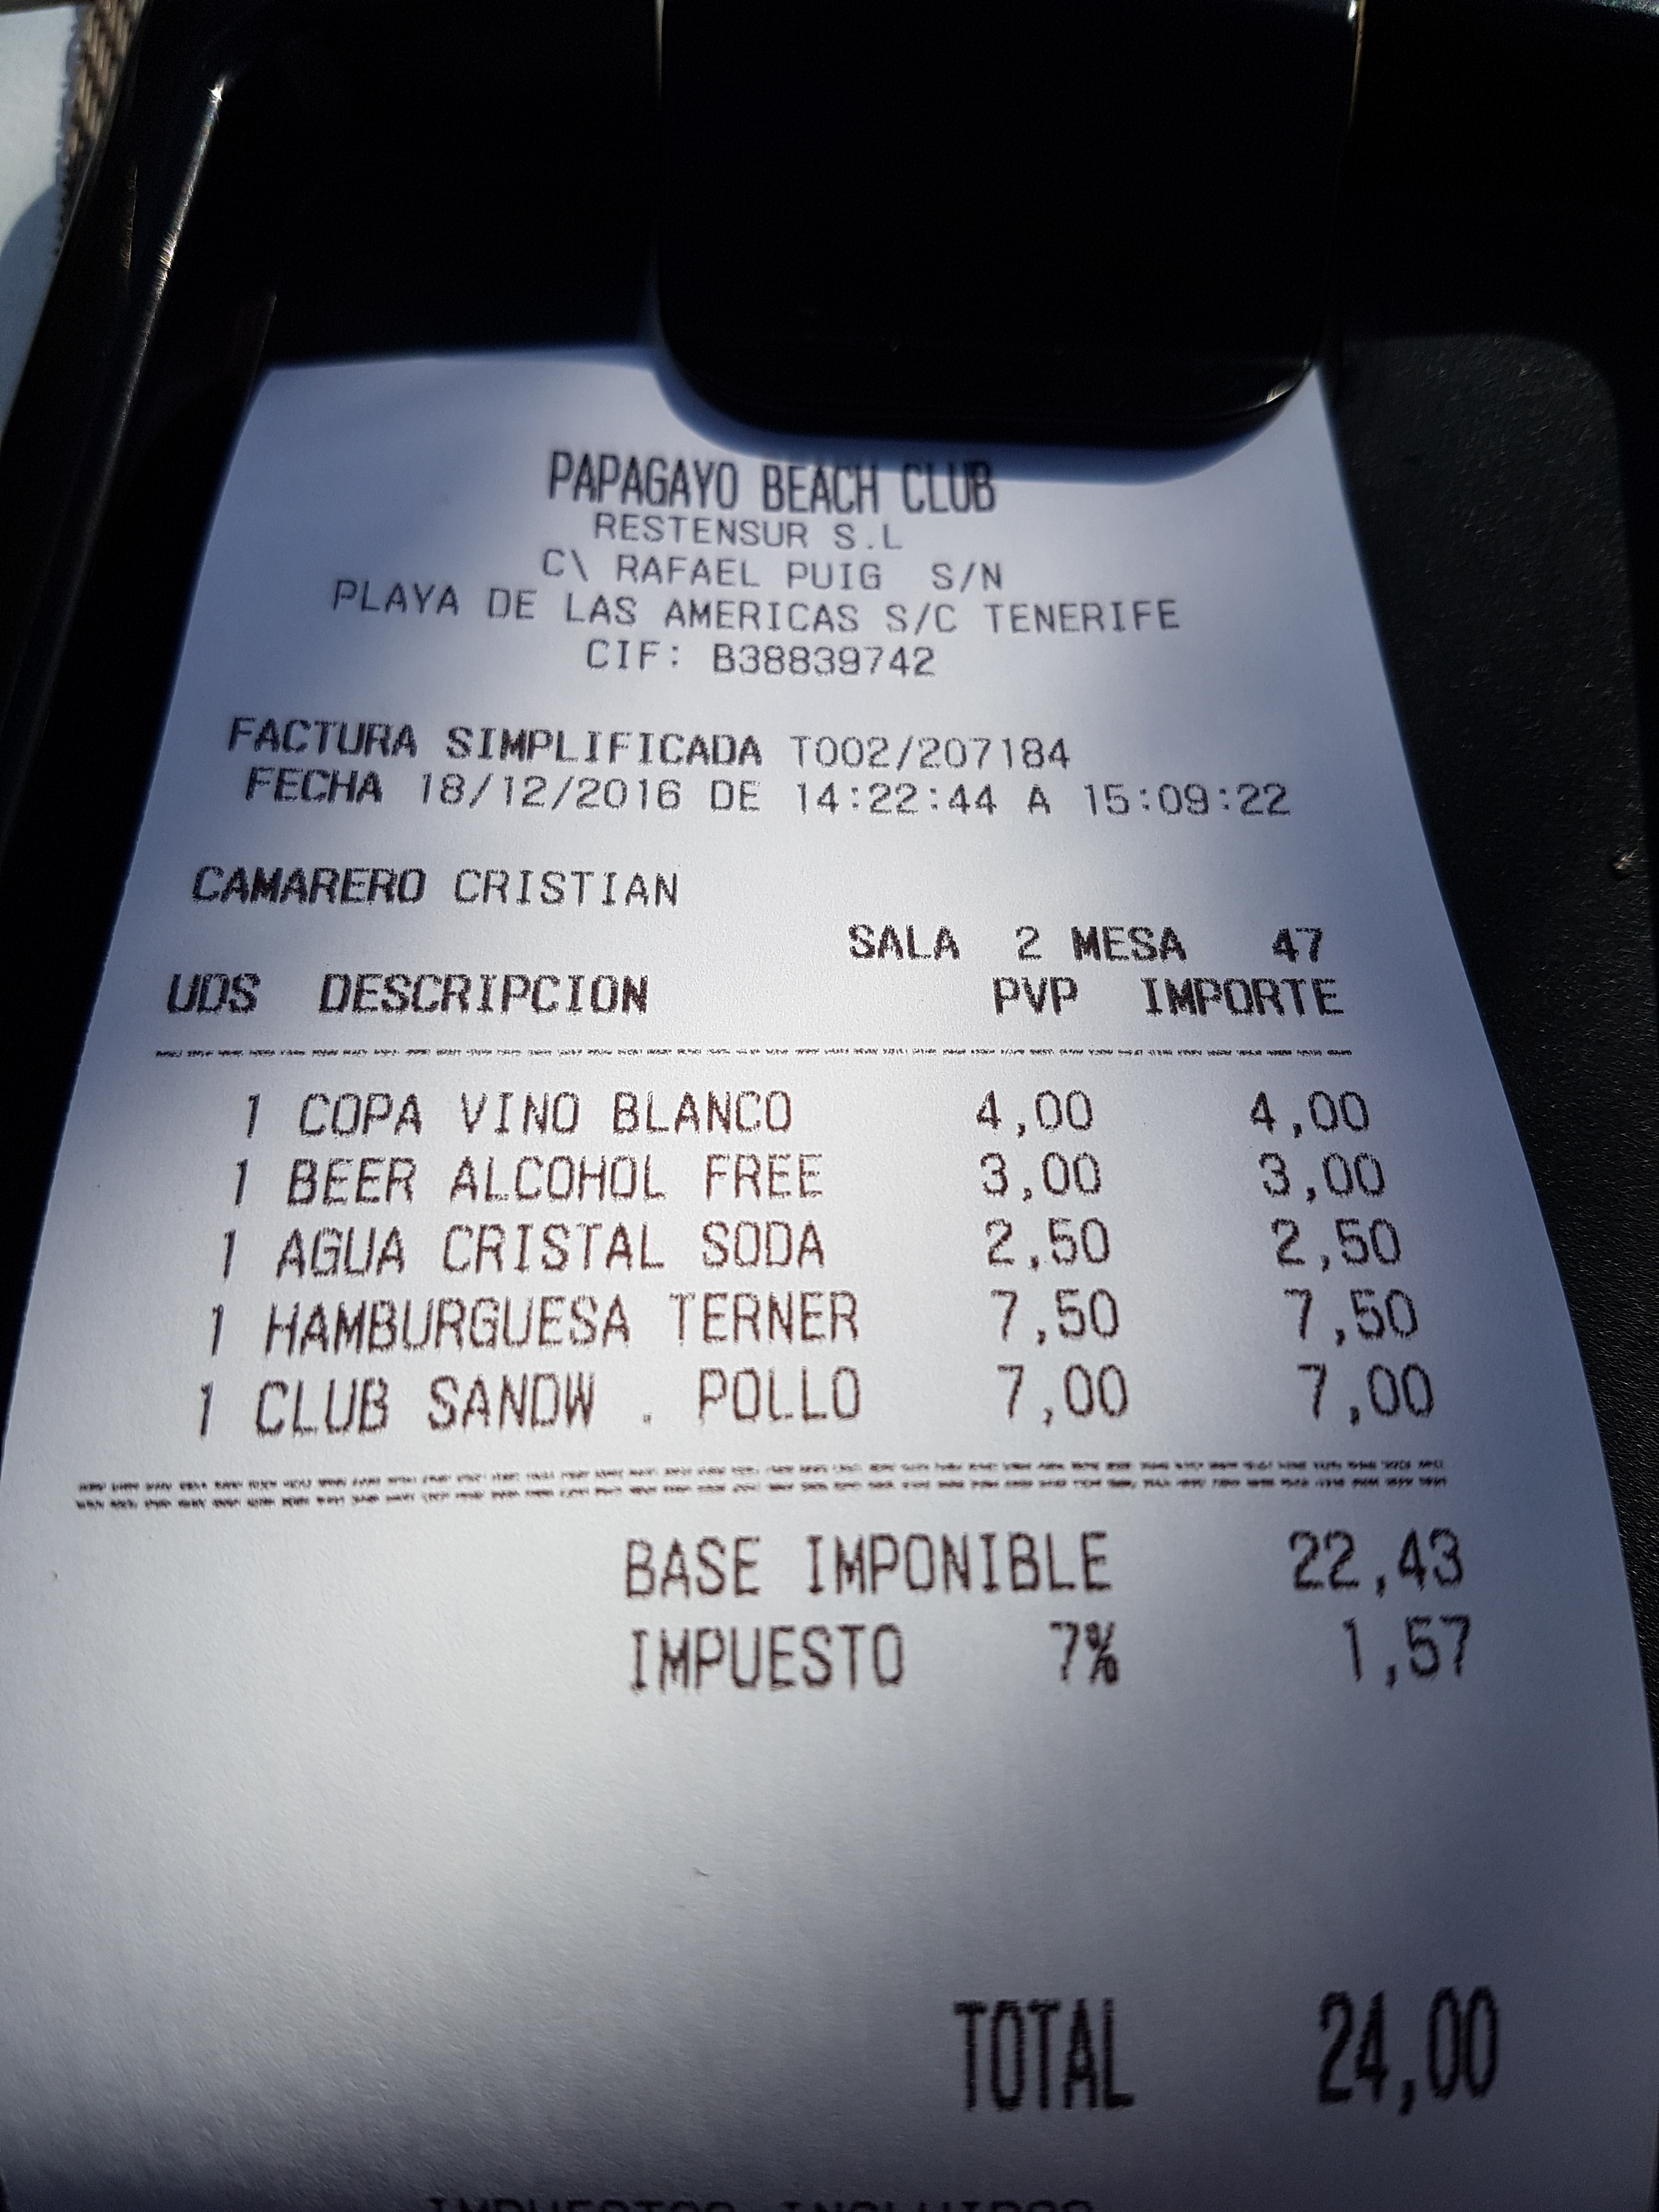 PAPAGAYO BEACH CLUB
RESTENSUR S.L
C\ RAFAEL PUIG S/N
PLAYA DE LAS AMERICAS S/C TENERIFE
CIF: B38839742
FACTURA SIMPLIFICADA T002/207184
FECHA 18/12/2016 DE 14:22:44 A 15:09:22
CAMARERO CRISTIAN
SALA 2 MESA 47
UDS DESCRIPCION PVP IMPORTE
1 COPA VINO BLANCO 4,00 4,00
1 BEER ALCOHOL FREE 3,00 3,00
1 AGUA CRISTAL SODA 2,50 2,50
1 HAMBURGUESA TERNER 7,50 7,50
1 CLUB SANDW . POLLO 7,00 7,00
BASE IMPONIBLE 22,43
IMPUESTO 7% 1,57
TOTAL 24,00
IMPUESTOS INCLUIDOS